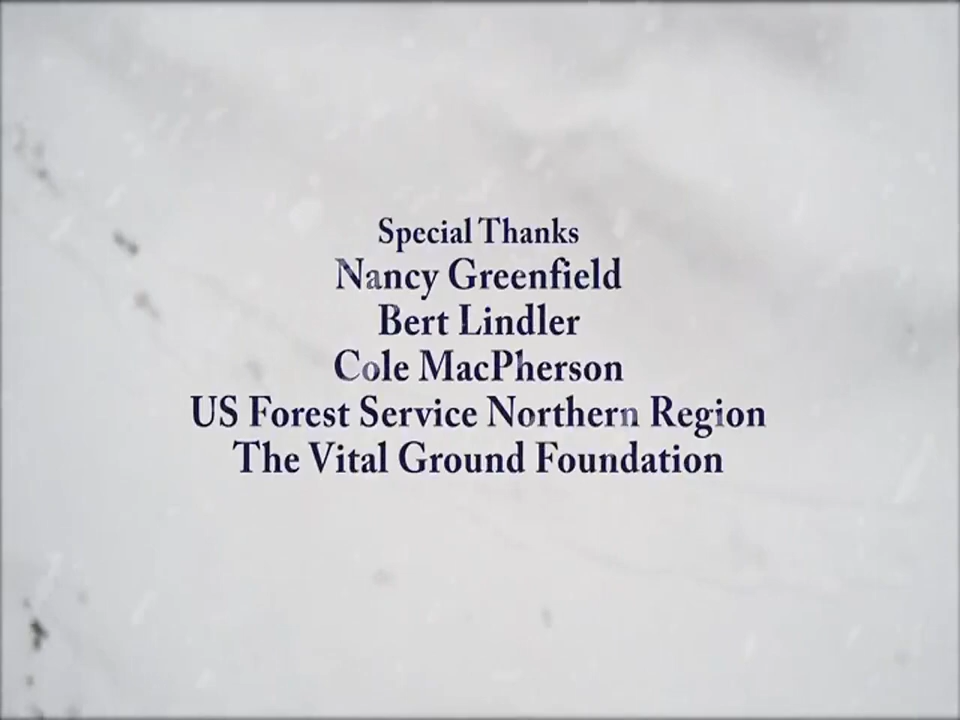 Special Thanks
Nancy Greenfield
Bert Lindler
Cole MacPherson
US Forest Service Northern Region
The Vital Ground Foundation